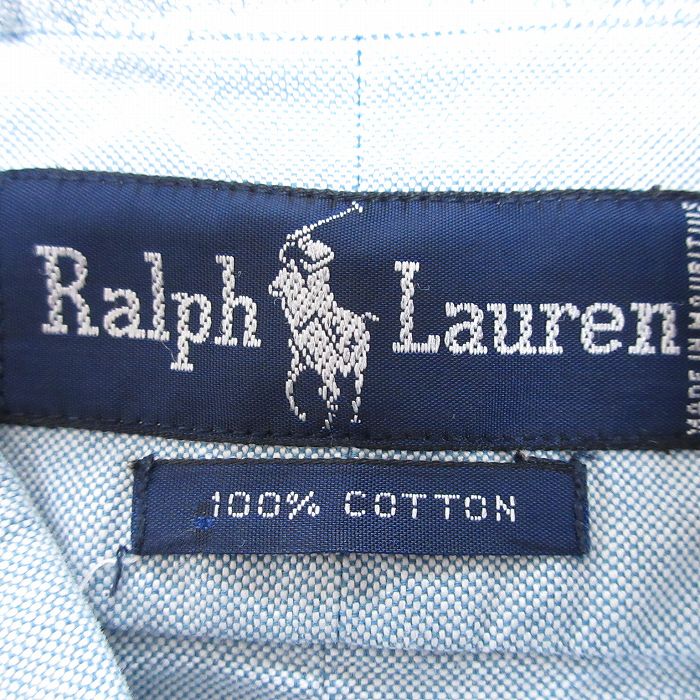 Ralph Lauren
MADE IN MAURITIUS
100% COTTON